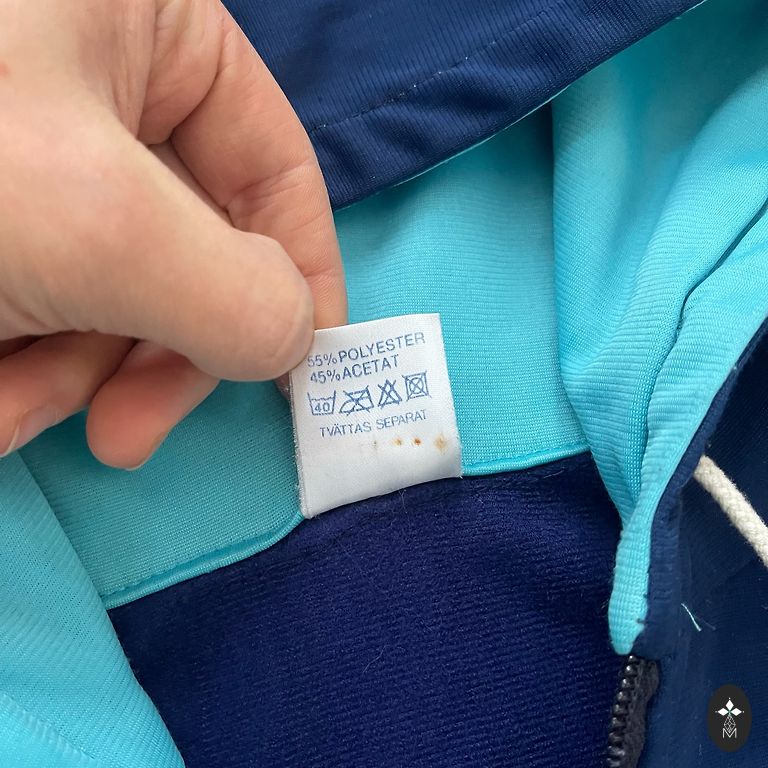 55% POLYESTER
45% ACETAT
40
TVÄTTAS SEPARAT
M